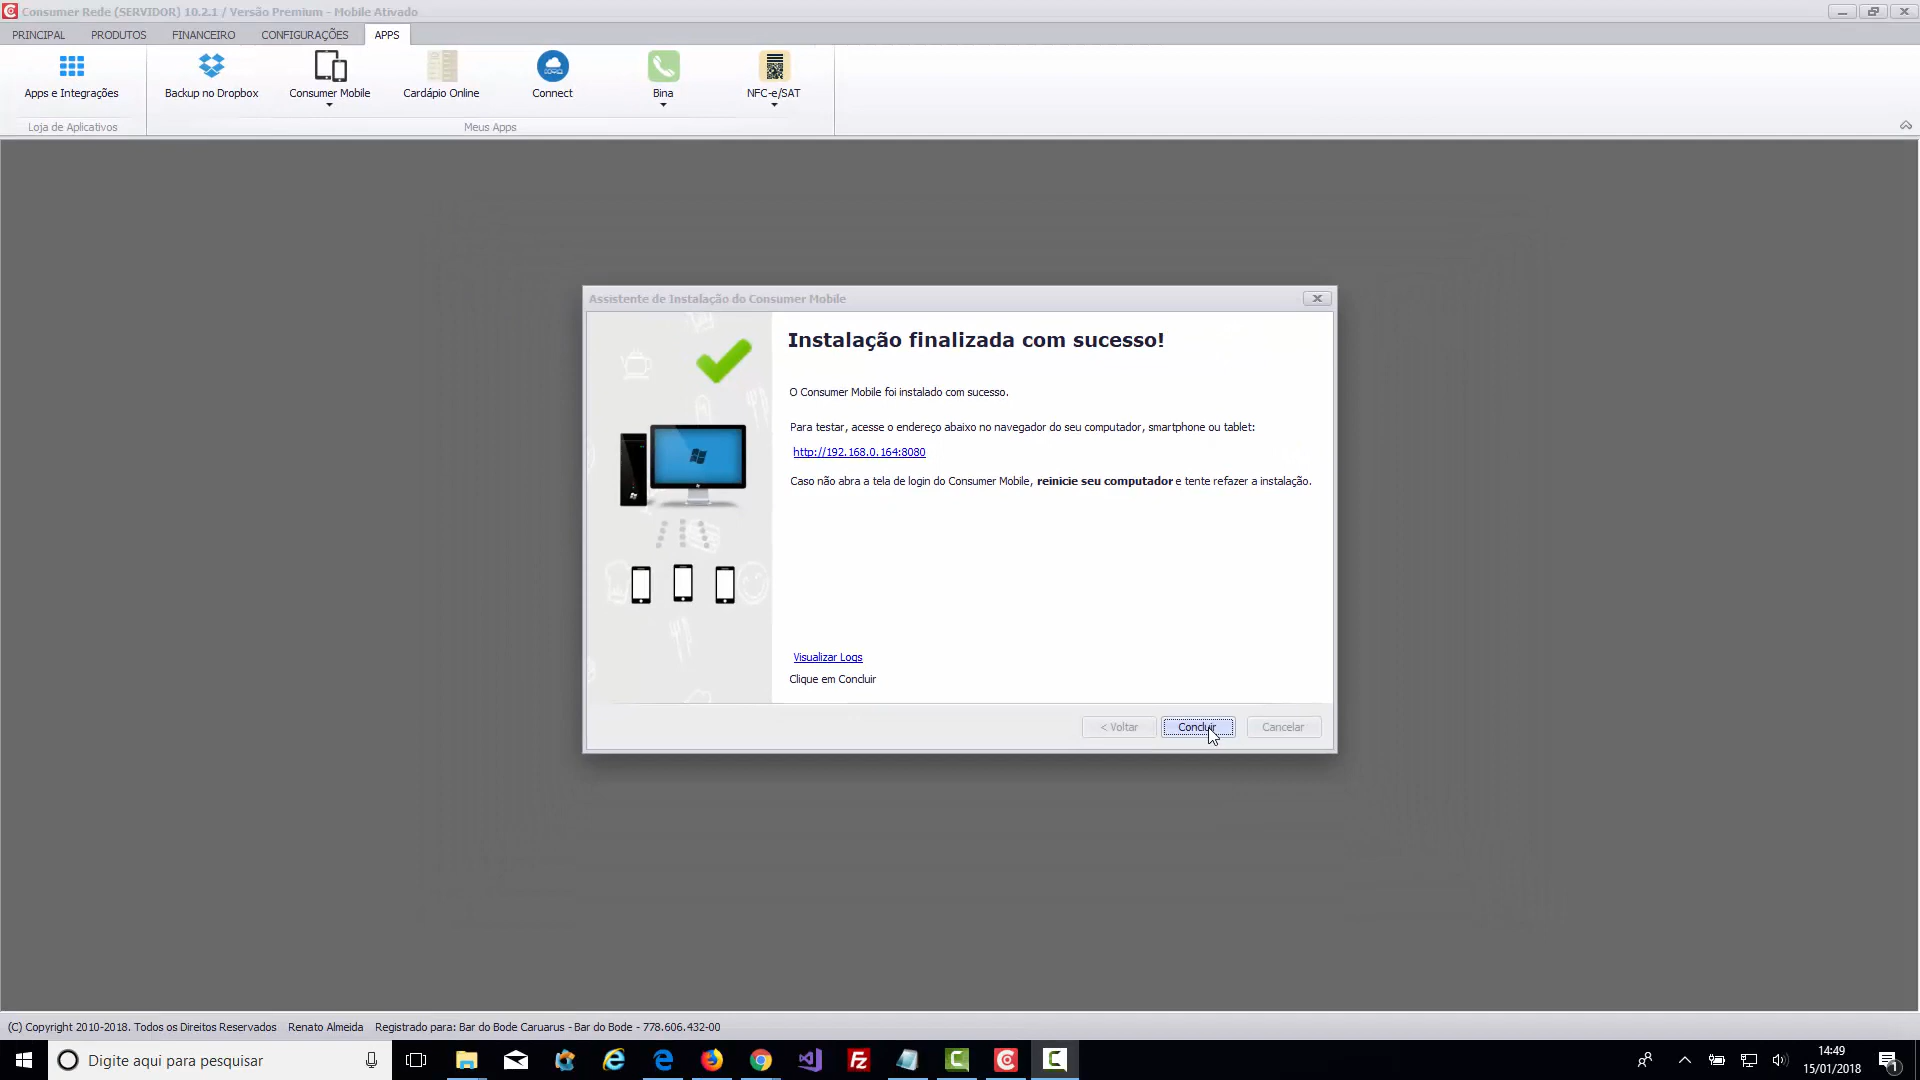 Consumer Rede (SERVIDOR) 10.2.1 / Versão Premium - Mobile Ativado
PRINCIPAL PRODUTOS FINANCEIRO CONFIGURAÇÕES APPS
Apps e Integrações Backup no Dropbox Consumer Mobile Cardápio Online Connect Bina NFC-e/SAT
Loja de Aplicativos Meus Apps
Assistente de Instalação do Consumer Mobile
Instalação finalizada com sucesso!
O Consumer Mobile foi instalado com sucesso.
Para testar, acesse o endereço abaixo no navegador do seu computador, smartphone ou tablet:
http://192.168.0.164:8080
Caso não abra a tela de login do Consumer Mobile, reinicie seu computador e tente refazer a instalação.
Visualizar Logs
Clique em Concluir
< Voltar Concluir Cancelar
(C) Copyright 2010-2018. Todos os Direitos Reservados Renato Almeida Registrado para: Bar do Bode Caruarus - Bar do Bode - 778.606.432-00
Digite aqui para pesquisar
14:49
15/01/2018
1